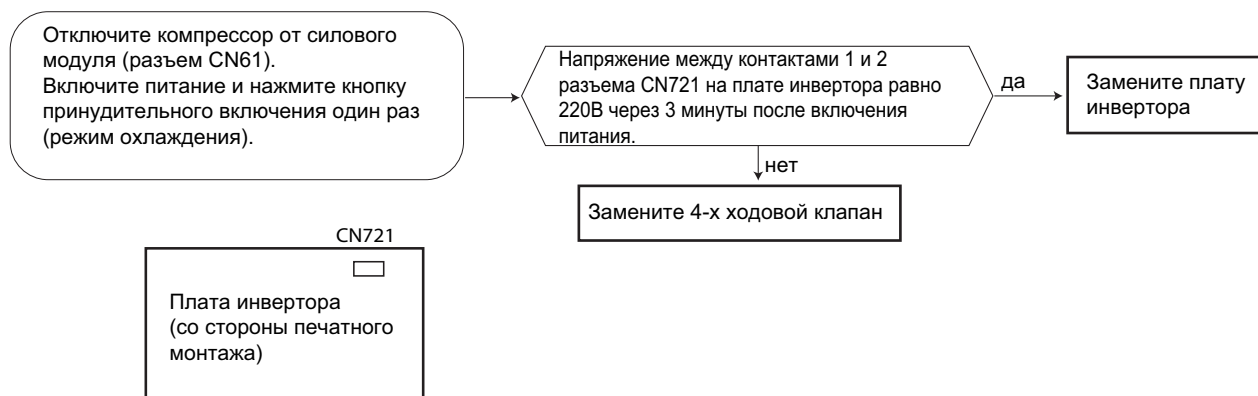 Отключите компрессор от силового
модуля (разъем CN61).
Включите питание и нажмите кнопку
принудительного включения один раз
(режим охлаждения).
Напряжение между контактами 1 и 2
разъема CN721 на плате инвертора равно
220В через 3 минуты после включения
питания.
да
Замените плату
инвертора
нет
Замените 4-х ходовой клапан
CN721
Плата инвертора
(со стороны печатного
монтажа)